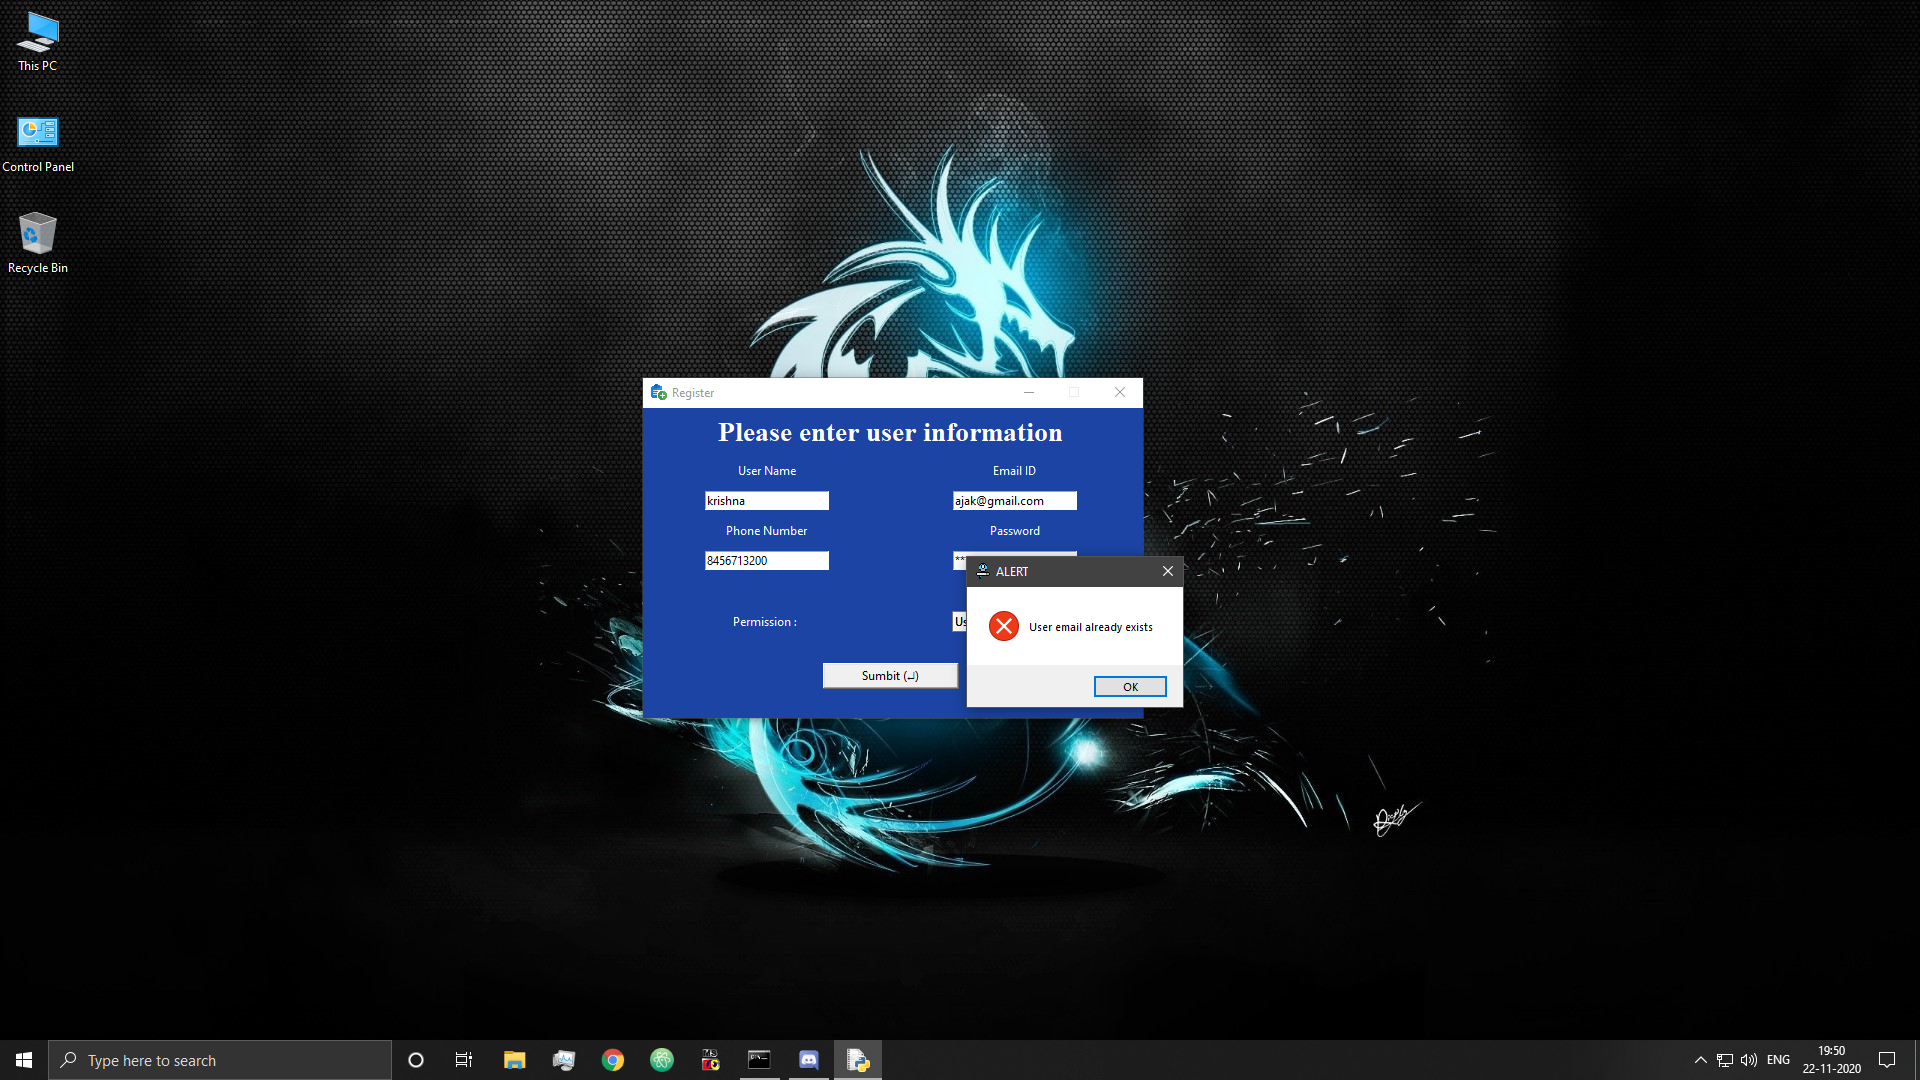 This PC
Control Panel
Recycle Bin
Register
Please enter user information
User Name
Email ID
krishna
ajak@gmail.com
Phone Number
Password
8456713200
**
ALERT
User email already exists
Permission :
Us
Sumbit (↵)
OK
Type here to search
ENG
19:50
22-11-2020